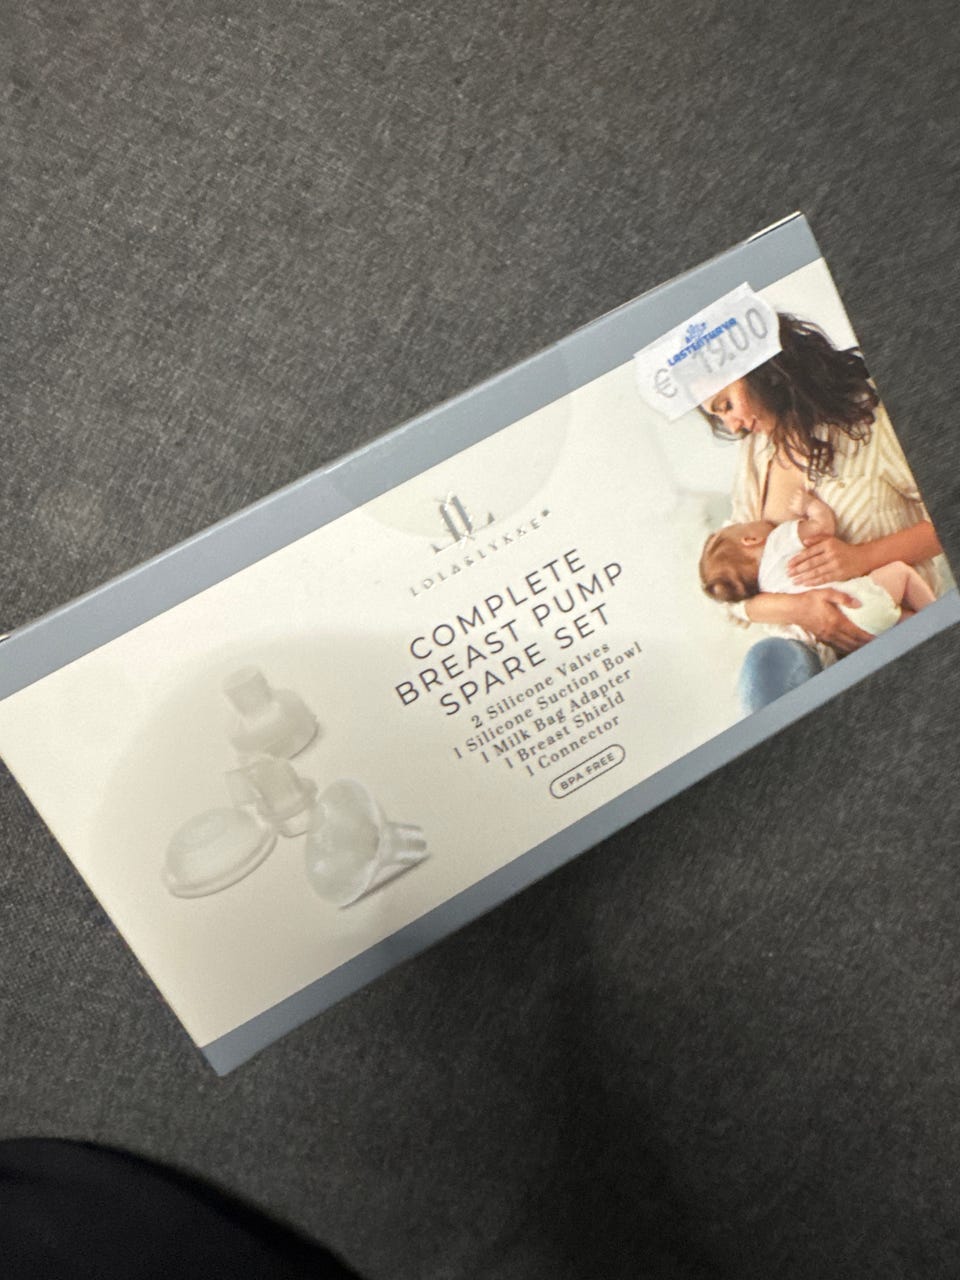 LASTENTURVA
€ 19.00
LOLA&LYKKE®
COMPLETE
BREAST PUMP
SPARE SET
2 Silicone Valves
1 Silicone Suction Bowl
1 Milk Bag Adapter
1 Breast Shield
1 Connector
BPA FREE